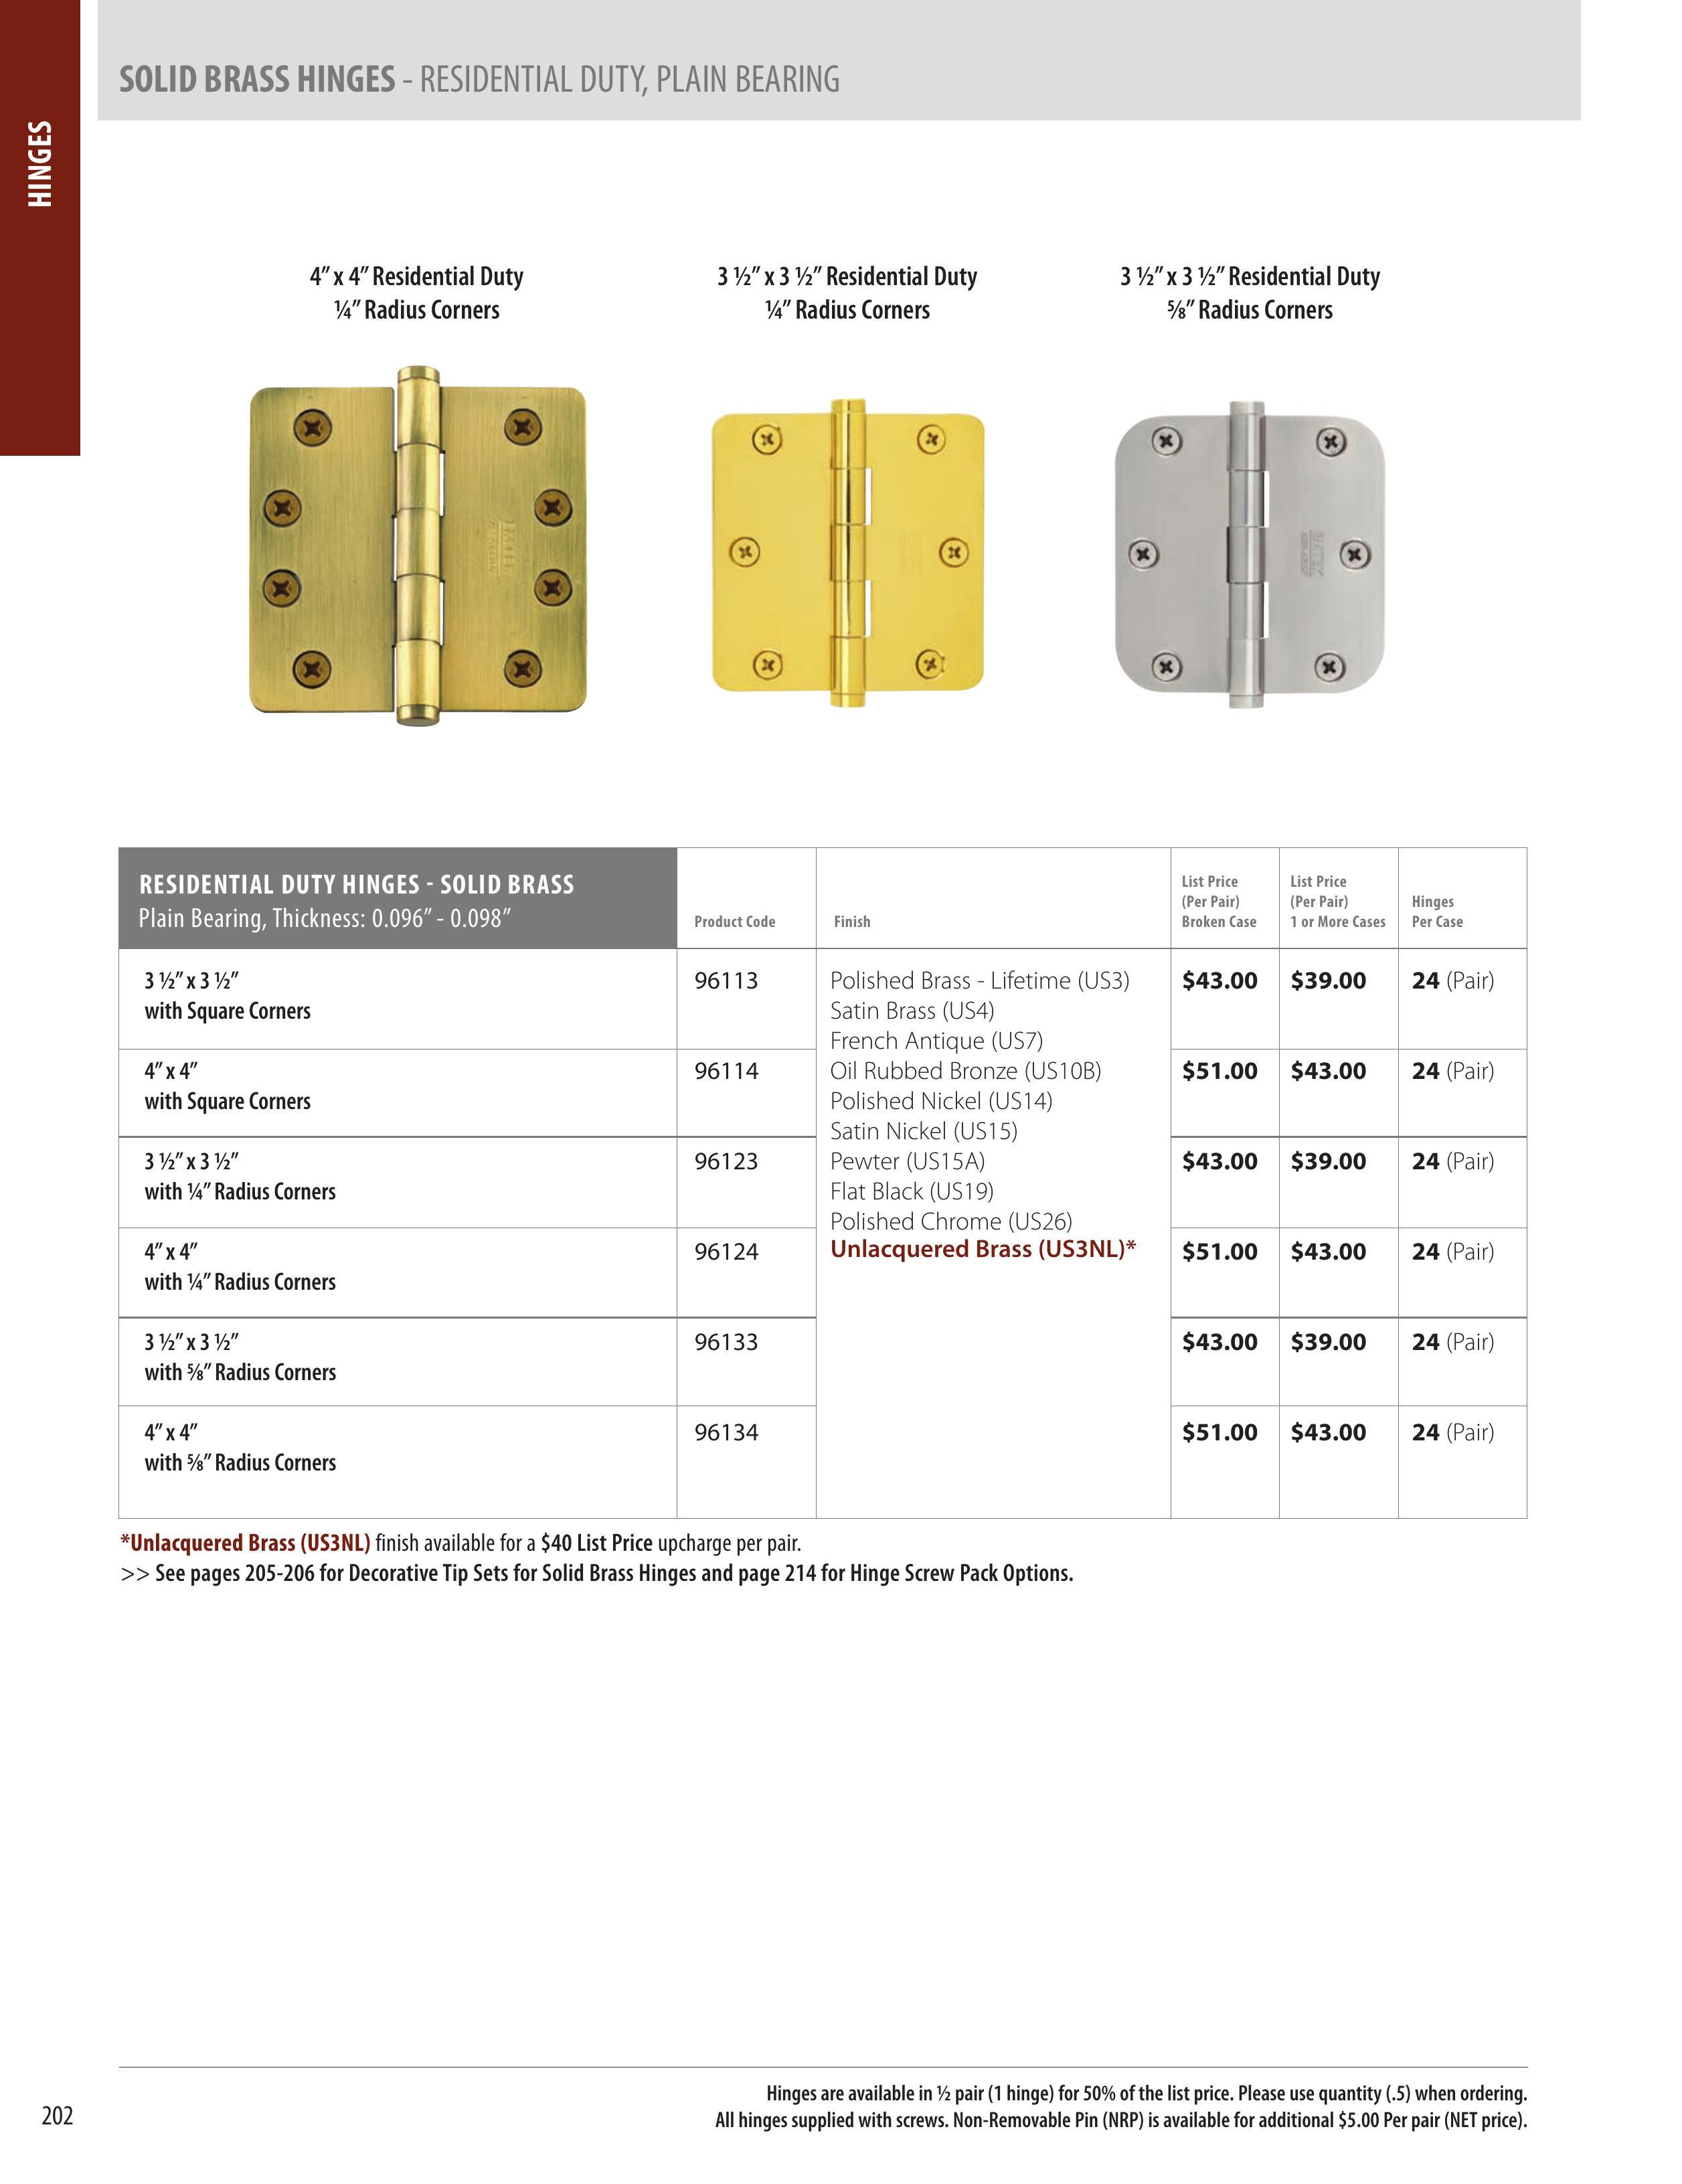 SOLID BRASS HINGES - RESIDENTIAL DUTY, PLAIN BEARING
HINGES
4” x 4” Residential Duty
¼” Radius Corners
3 ½” x 3 ½” Residential Duty
¼” Radius Corners
3 ½” x 3 ½” Residential Duty
⅝” Radius Corners
RESIDENTIAL DUTY HINGES - SOLID BRASS
Plain Bearing, Thickness: 0.096” - 0.098”
Product Code
Finish
List Price
(Per Pair)
Broken Case
List Price
(Per Pair)
1 or More Cases
Hinges
Per Case
3 ½” x 3 ½”
with Square Corners
96113
$43.00
$39.00
24 (Pair)
4” x 4”
with Square Corners
96114
$51.00
$43.00
24 (Pair)
3 ½” x 3 ½”
with ¼” Radius Corners
96123
$43.00
$39.00
24 (Pair)
4” x 4”
with ¼” Radius Corners
96124
$51.00
$43.00
24 (Pair)
3 ½” x 3 ½”
with ⅝” Radius Corners
96133
$43.00
$39.00
24 (Pair)
4” x 4”
with ⅝” Radius Corners
96134
$51.00
$43.00
24 (Pair)
Polished Brass - Lifetime (US3)
Satin Brass (US4)
French Antique (US7)
Oil Rubbed Bronze (US10B)
Polished Nickel (US14)
Satin Nickel (US15)
Pewter (US15A)
Flat Black (US19)
Polished Chrome (US26)
Unlacquered Brass (US3NL)*
*Unlacquered Brass (US3NL) finish available for a $40 List Price upcharge per pair.
>> See pages 205-206 for Decorative Tip Sets for Solid Brass Hinges and page 214 for Hinge Screw Pack Options.
Hinges are available in ½ pair (1 hinge) for 50% of the list price. Please use quantity (.5) when ordering.
All hinges supplied with screws. Non-Removable Pin (NRP) is available for additional $5.00 Per pair (NET price).
202